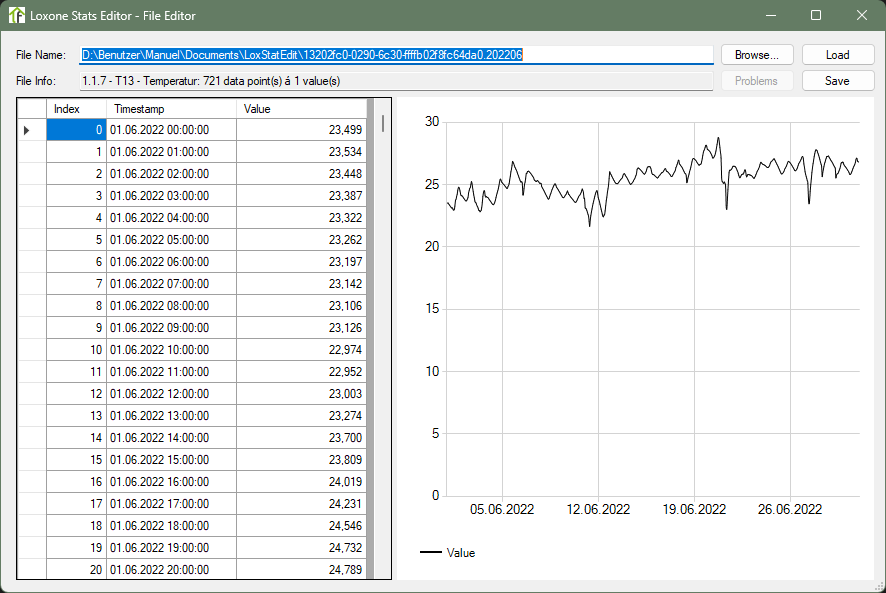 Loxone Stats Editor - File Editor
File Name: D:\Benutzer\Manuel\Documents\LoxStatEdit\13202fc0-0290-6c30-ffffb02f8fc64da0.202206 Browse... Load
File Info: 1.1.7 - T13 - Temperatur: 721 data point(s) á 1 value(s) Problems Save
Index Timestamp Value
0 01.06.2022 00:00:00 23,499
1 01.06.2022 01:00:00 23,534
2 01.06.2022 02:00:00 23,448
3 01.06.2022 03:00:00 23,387
4 01.06.2022 04:00:00 23,322
5 01.06.2022 05:00:00 23,262
6 01.06.2022 06:00:00 23,197
7 01.06.2022 07:00:00 23,142
8 01.06.2022 08:00:00 23,106
9 01.06.2022 09:00:00 23,126
10 01.06.2022 10:00:00 22,974
11 01.06.2022 11:00:00 22,952
12 01.06.2022 12:00:00 23,003
13 01.06.2022 13:00:00 23,274
14 01.06.2022 14:00:00 23,700
15 01.06.2022 15:00:00 23,809
16 01.06.2022 16:00:00 24,019
17 01.06.2022 17:00:00 24,231
18 01.06.2022 18:00:00 24,546
19 01.06.2022 19:00:00 24,732
20 01.06.2022 20:00:00 24,789
30
25
20
15
10
5
0
05.06.2022 12.06.2022 19.06.2022 26.06.2022
Value